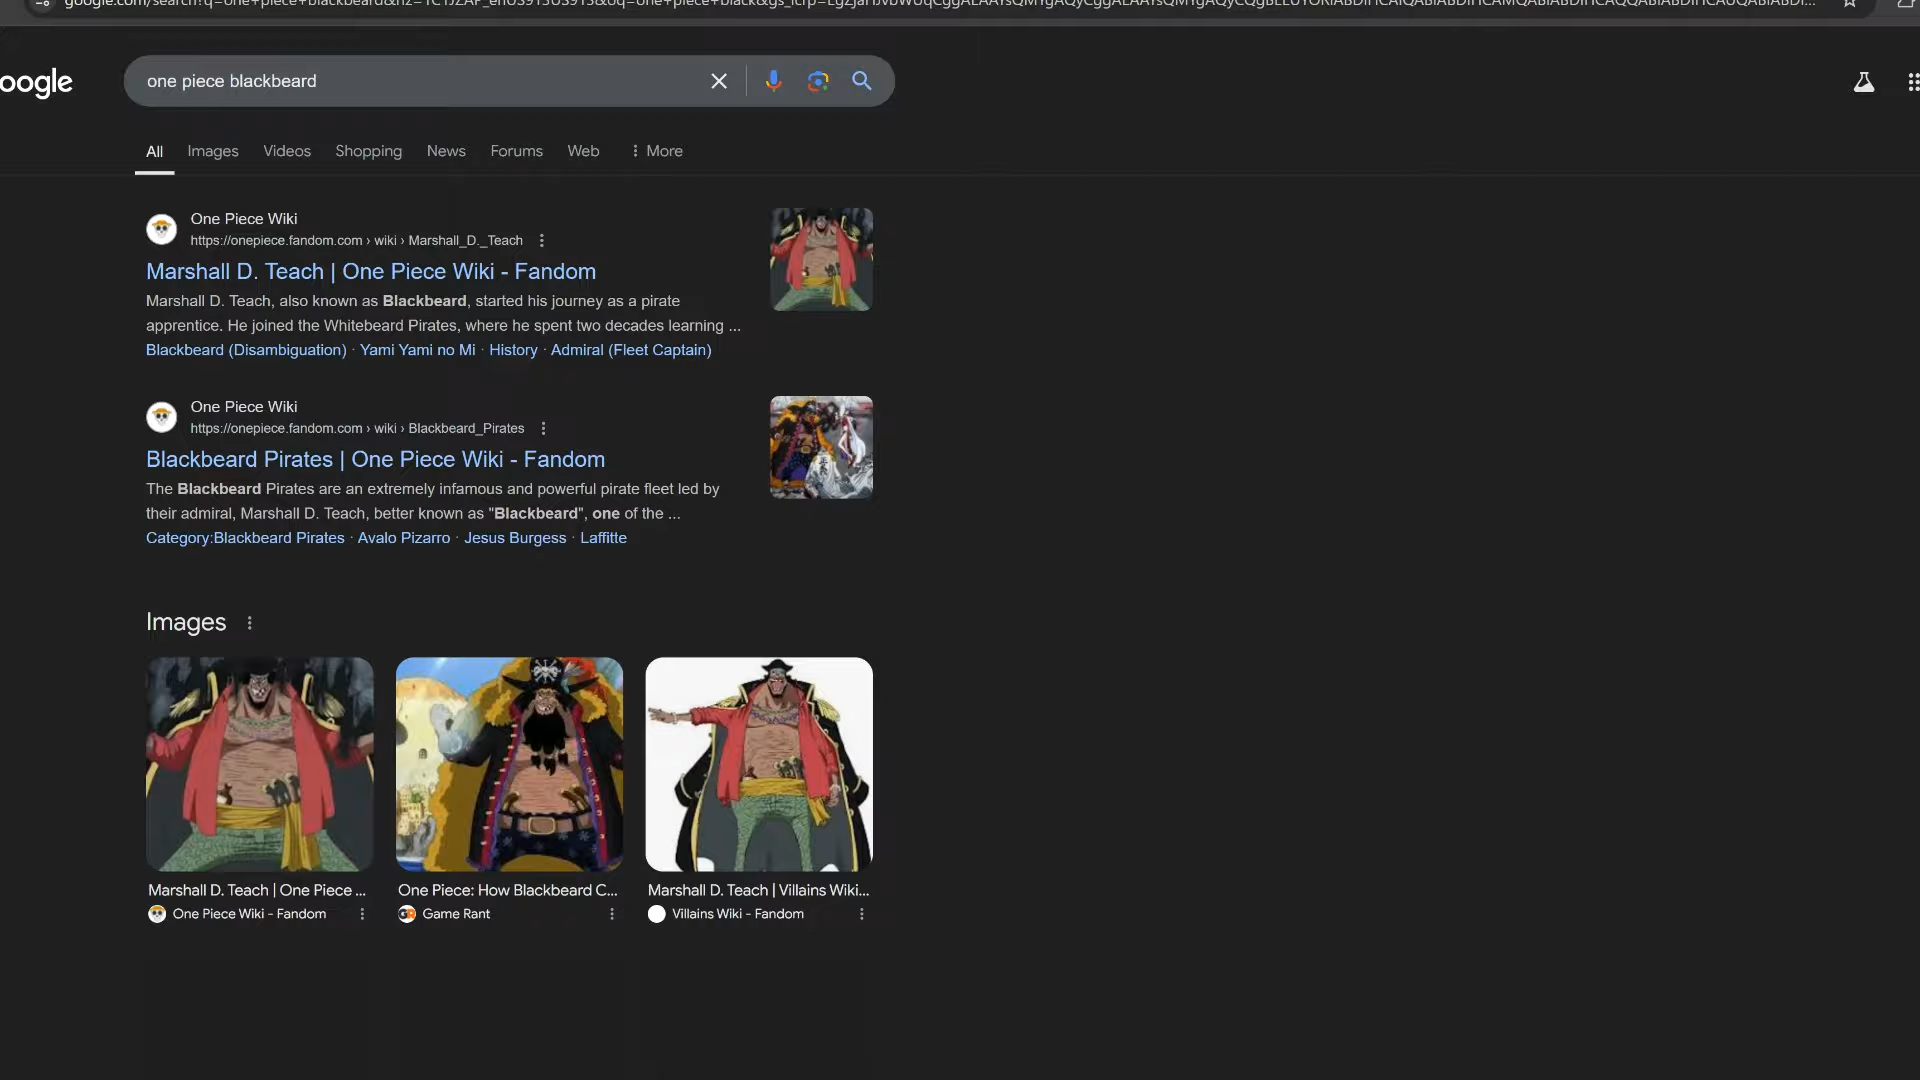 oogle
one piece blackbeard
All Images Videos Shopping News Forums Web More
One Piece Wiki
https://onepiece.fandom.com › wiki › Marshall_D._Teach
Marshall D. Teach | One Piece Wiki - Fandom
Marshall D. Teach, also known as Blackbeard, started his journey as a pirate
apprentice. He joined the Whitebeard Pirates, where he spent two decades learning ...
Blackbeard (Disambiguation) · Yami Yami no Mi · History · Admiral (Fleet Captain)
One Piece Wiki
https://onepiece.fandom.com › wiki › Blackbeard_Pirates
Blackbeard Pirates | One Piece Wiki - Fandom
The Blackbeard Pirates are an extremely infamous and powerful pirate fleet led by
their admiral, Marshall D. Teach, better known as "Blackbeard", one of the ...
Category:Blackbeard Pirates · Avalo Pizarro · Jesus Burgess · Laffitte
Images
Marshall D. Teach | One Piece ...
One Piece Wiki - Fandom
One Piece: How Blackbeard C...
Game Rant
Marshall D. Teach | Villains Wiki...
Villains Wiki - Fandom